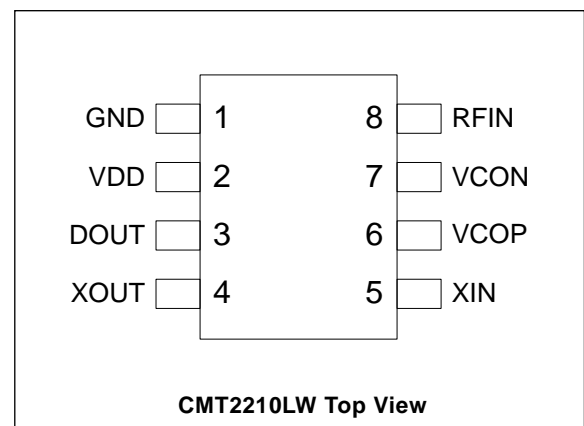 GND 1 8 RFIN
VDD 2 7 VCON
DOUT 3 6 VCOP
XOUT 4 5 XIN
CMT2210LW Top View